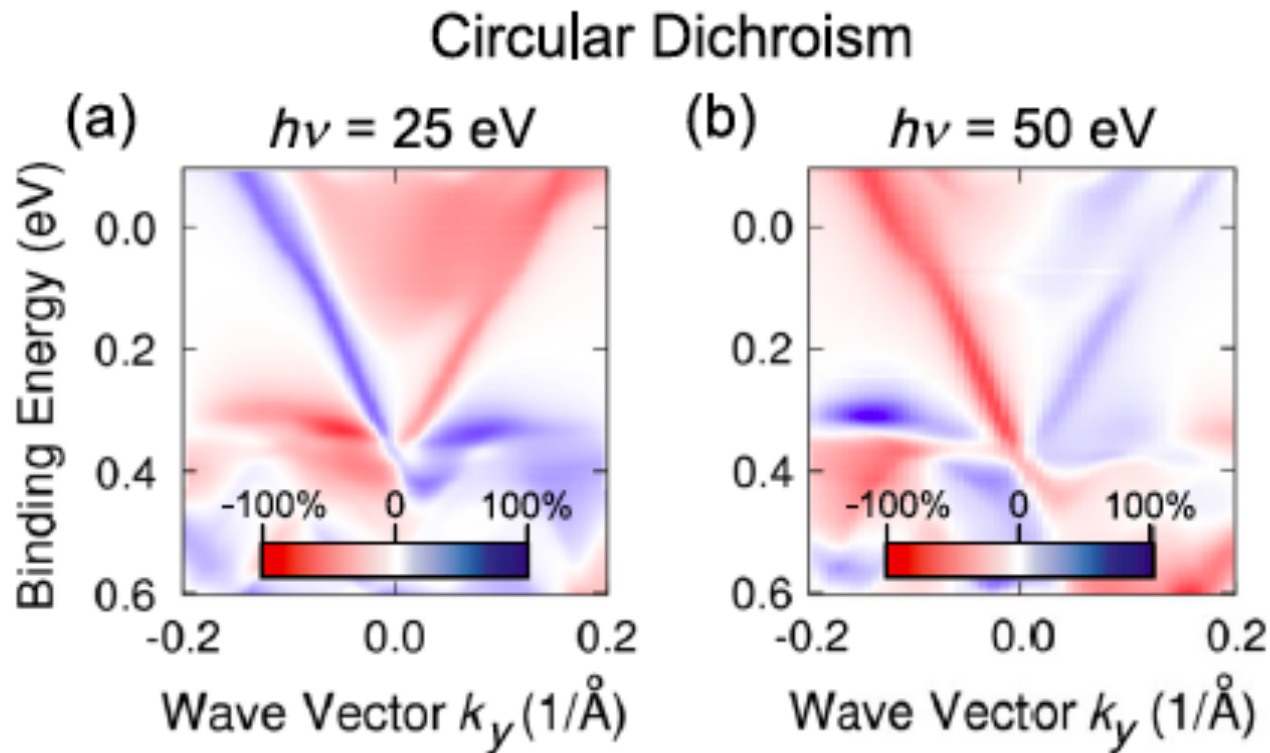 Circular Dichroism
(a)
hν = 25 eV
(b)
hν = 50 eV
Binding Energy (eV)
0.0
0.2
0.4
0.6
-100% 0 100%
-0.2 0.0 0.2
Wave Vector ky (1/Å)
0.0
0.2
0.4
0.6
-100% 0 100%
-0.2 0.0 0.2
Wave Vector ky (1/Å)